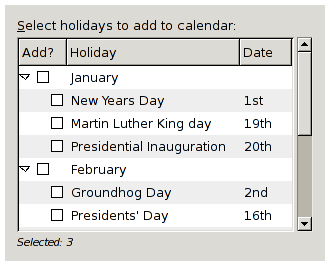 Select holidays to add to calendar:
Add? Holiday Date
January
New Years Day 1st
Martin Luther King day 19th
Presidential Inauguration 20th
February
Groundhog Day 2nd
Presidents' Day 16th
Selected: 3